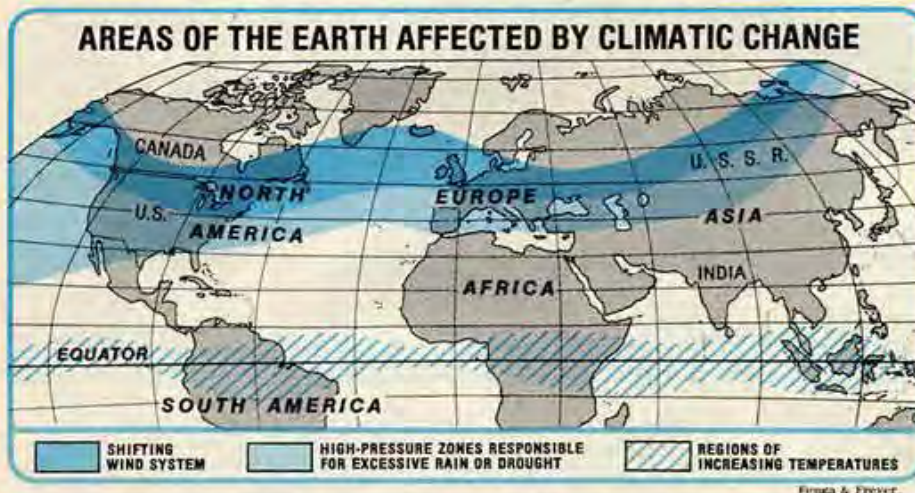 AREAS OF THE EARTH AFFECTED BY CLIMATIC CHANGE
CANADA
U. S. S. R.
NORTH
EUROPE
U.S.
AMERICA
ASIA
INDIA
AFRICA
EQUATOR
SOUTH AMERICA
SHIFTING
WIND SYSTEM
HIGH-PRESSURE ZONES RESPONSIBLE
FOR EXCESSIVE RAIN OR DROUGHT
REGIONS OF
INCREASING TEMPERATURES